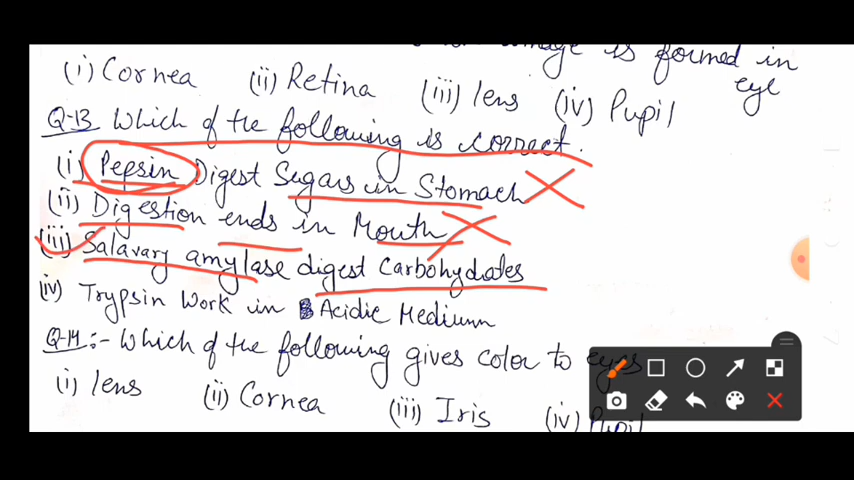 image is formed in
eye
(i) Cornea (ii) Retina (iii) lens (iv) Pupil
Q-13 Which of the following is correct.
(i) Pepsin Digest Sugars in Stomach
(ii) Digestion ends in Mouth
(iii) Salavary amylase digest Carbohydrates
(iv) Trypsin Work in Acidic Medium
Q-14:- Which of the following gives color to eyes
(i) lens (ii) Cornea (iii) Iris (iv) Pupil